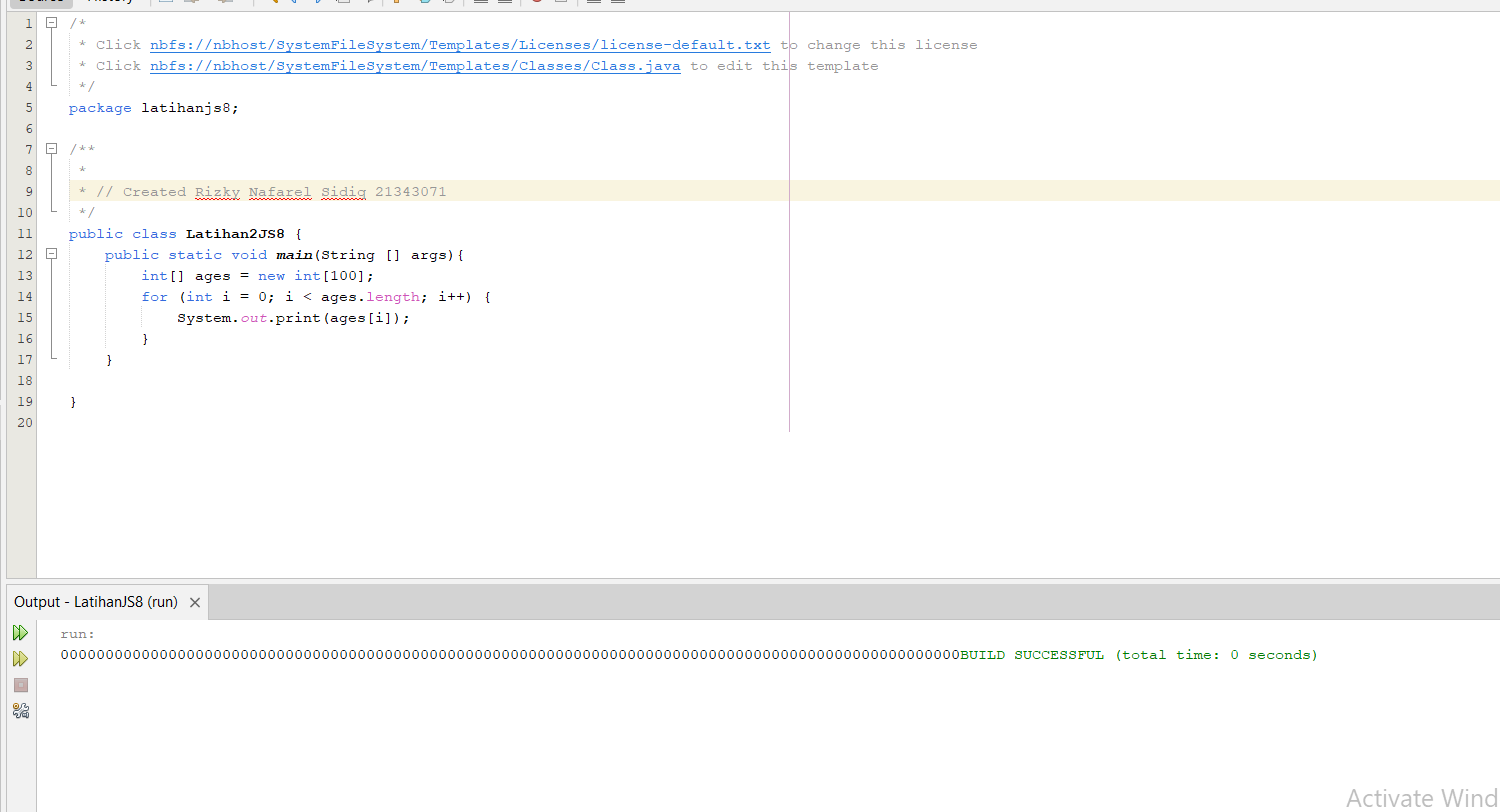 Source History
1 /*
2 * Click nbfs://nbhost/SystemFileSystem/Templates/Licenses/license-default.txt to change this license
3 * Click nbfs://nbhost/SystemFileSystem/Templates/Classes/Class.java to edit this template
4 */
5 package latihanjs8;
6
7 /**
8 *
9 * // Created Rizky Nafarel Sidiq 21343071
10 */
11 public class Latihan2JS8 {
12 public static void main(String [] args){
13 int[] ages = new int[100];
14 for (int i = 0; i < ages.length; i++) {
15 System.out.print(ages[i]);
16 }
17 }
18
19 }
20
Output - LatihanJS8 (run)
run:
0000000000000000000000000000000000000000000000000000000000000000000000000000000000000000000000000000BUILD SUCCESSFUL (total time: 0 seconds)
Activate Wind